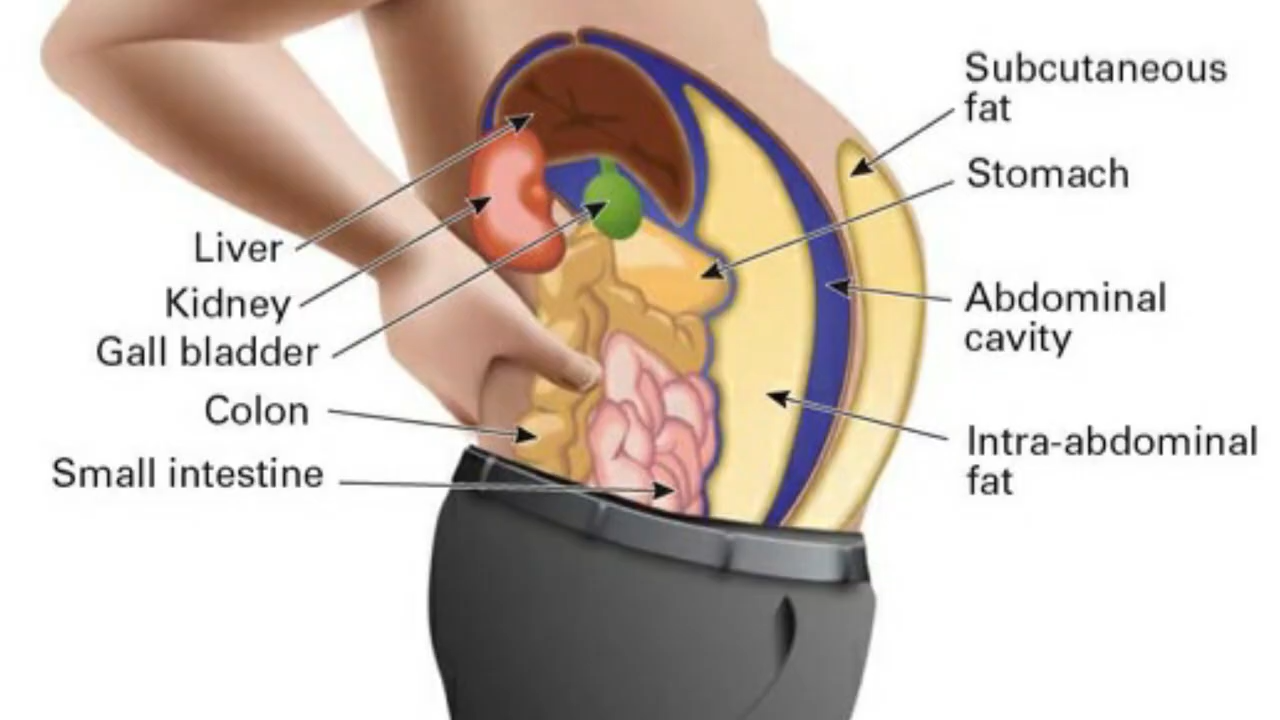 Liver
Kidney
Gall bladder
Colon
Small intestine
Subcutaneous
fat
Stomach
Abdominal
cavity
Intra-abdominal
fat